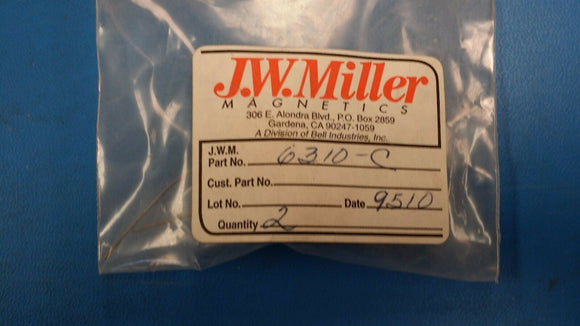 J.W.Miller
MAGNETICS
306 E. Alondra Blvd., P.O. Box 2859
Gardena, CA 90247-1059
A Division of Bell Industries, Inc.
J.W.M.
Part No. 6310-C
Cust. Part No.
Lot No. Date 9510
Quantity 2